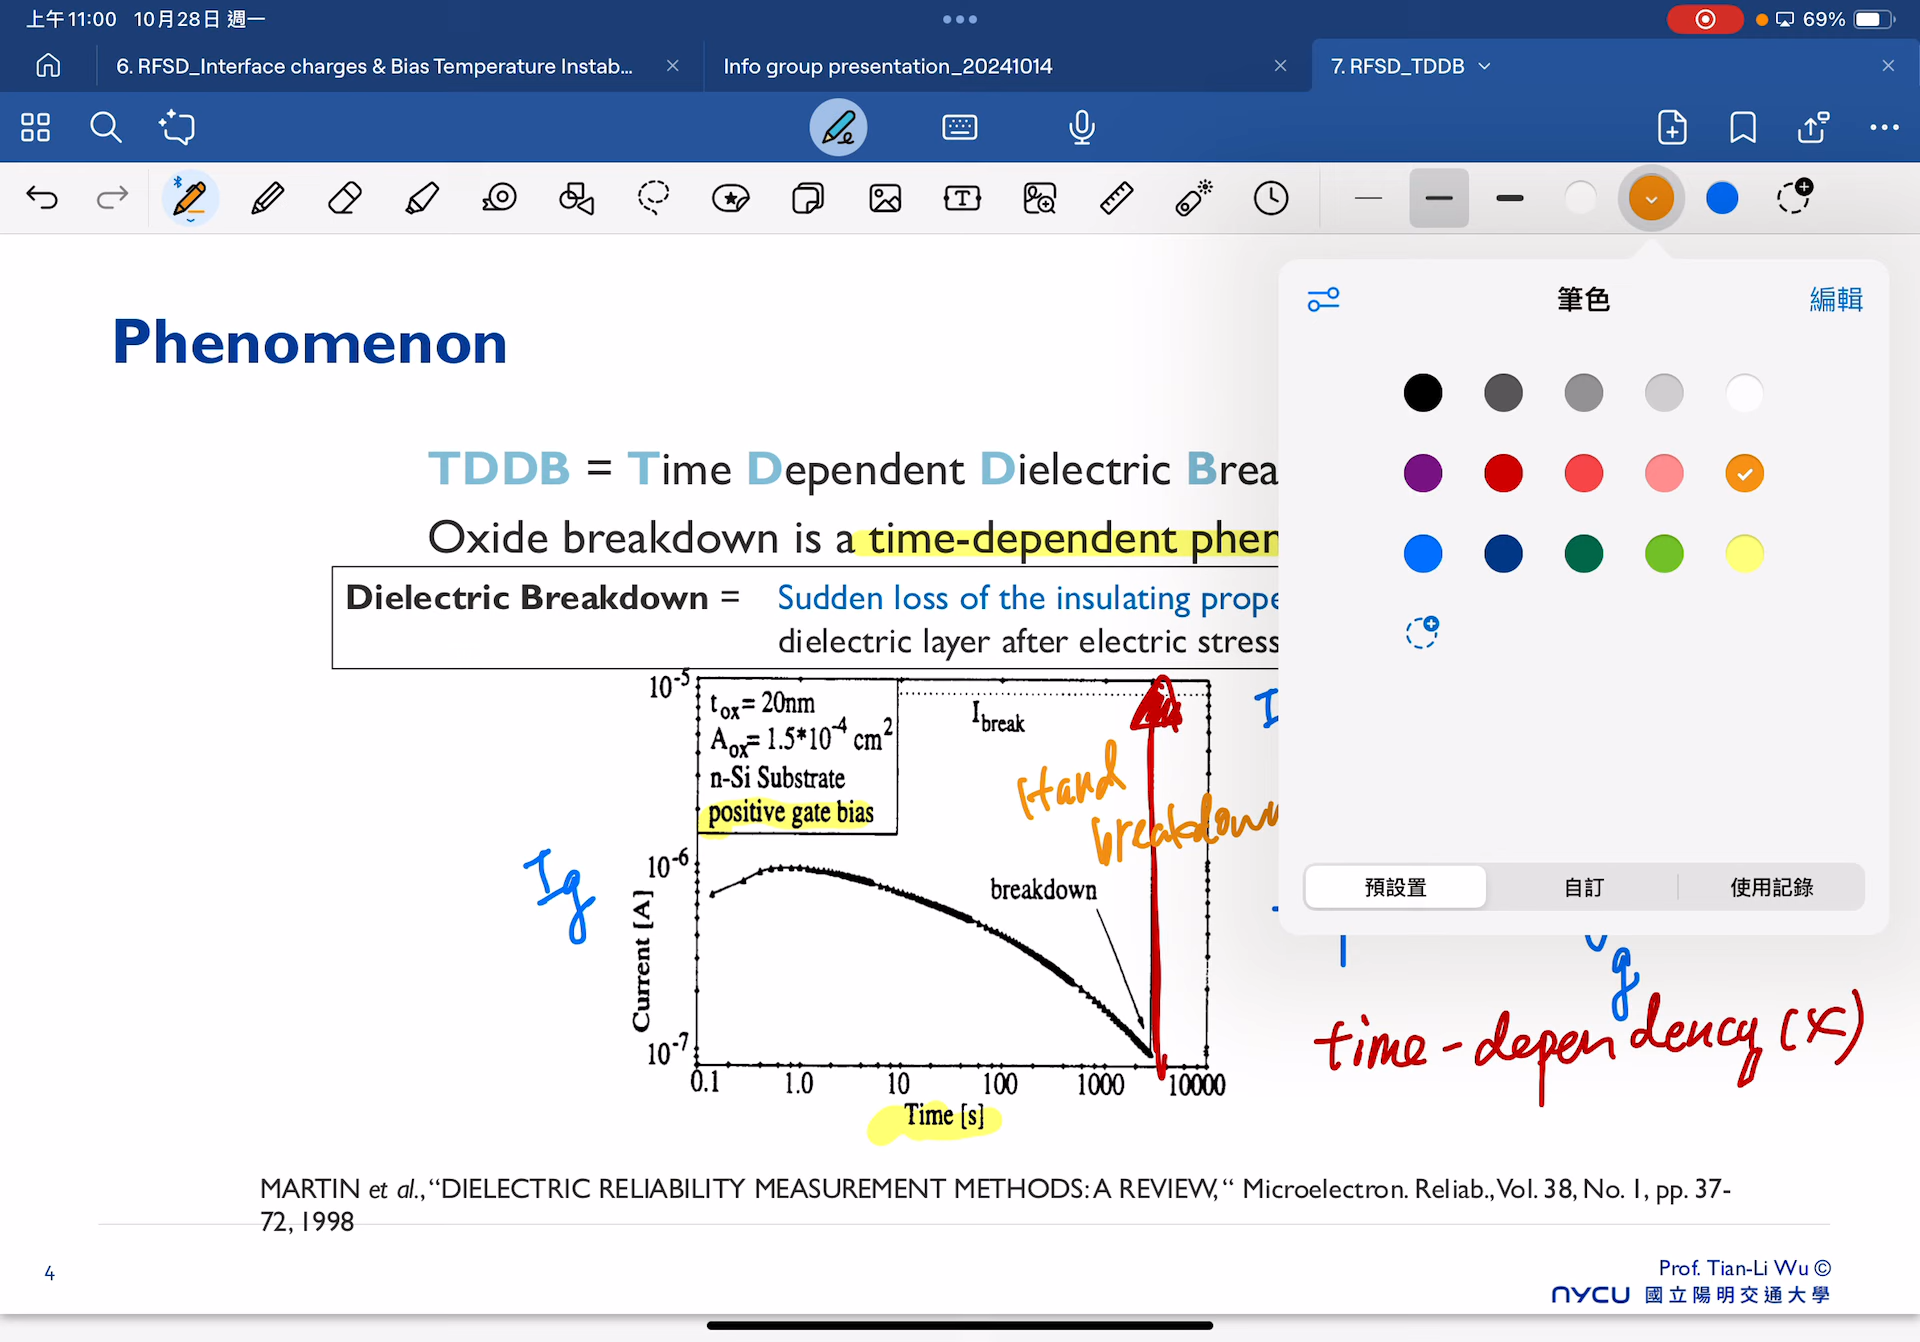 上午11:00 10月28日 週一
69%
6. RFSD_Interface charges & Bias Temperature Instab...
Info group presentation_20241014
7. RFSD_TDDB
筆色
編輯
預設置
自訂
使用記錄
Phenomenon
TDDB = Time Dependent Dielectric Brea
Oxide breakdown is a time-dependent phen
Dielectric Breakdown = Sudden loss of the insulating prope
dielectric layer after electric stress
10-5
tox= 20nm
Aox= 1.5*10-4 cm2
n-Si Substrate
positive gate bias
Ibreak
Hard
breakdown
I
10-6
Ig
breakdown
Current [A]
g
time-dependency (x)
10-7
0.1 1.0 10 100 1000 10000
Time [s]
MARTIN et al.,“DIELECTRIC RELIABILITY MEASUREMENT METHODS: A REVIEW,“ Microelectron. Reliab., Vol. 38, No. 1, pp. 37-
72, 1998
4
Prof. Tian-Li Wu ©
NYCU 國立陽明交通大學